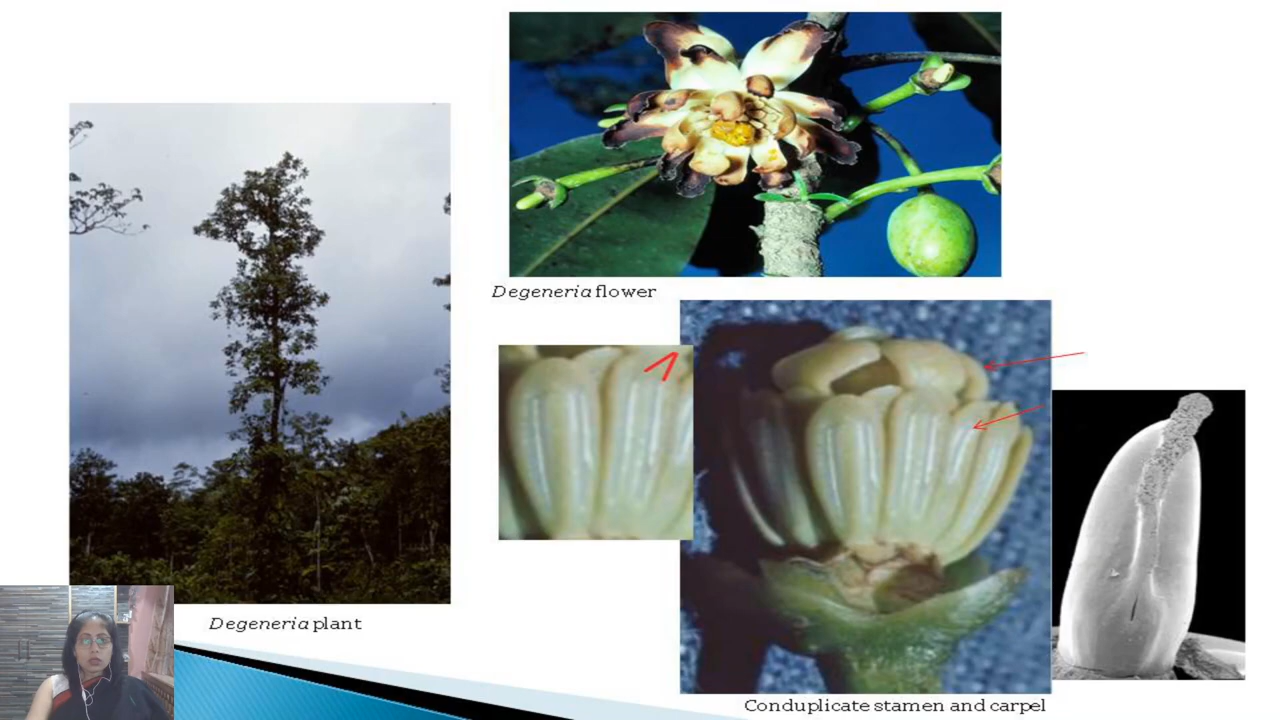 Degeneria flower
Degeneria plant
Conduplicate stamen and carpel